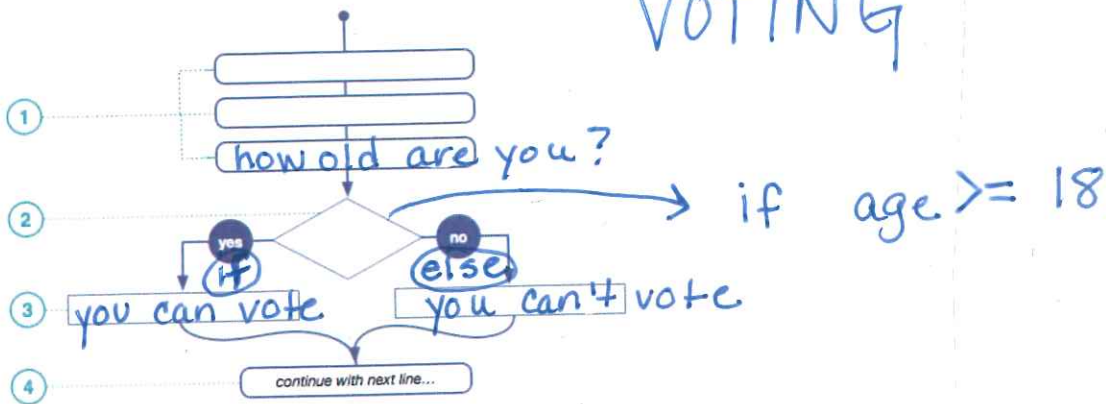 VOTING
1
how old are you?
2
if age >= 18
yes
no
if
else
3
you can vote
you can't vote
4
continue with next line...